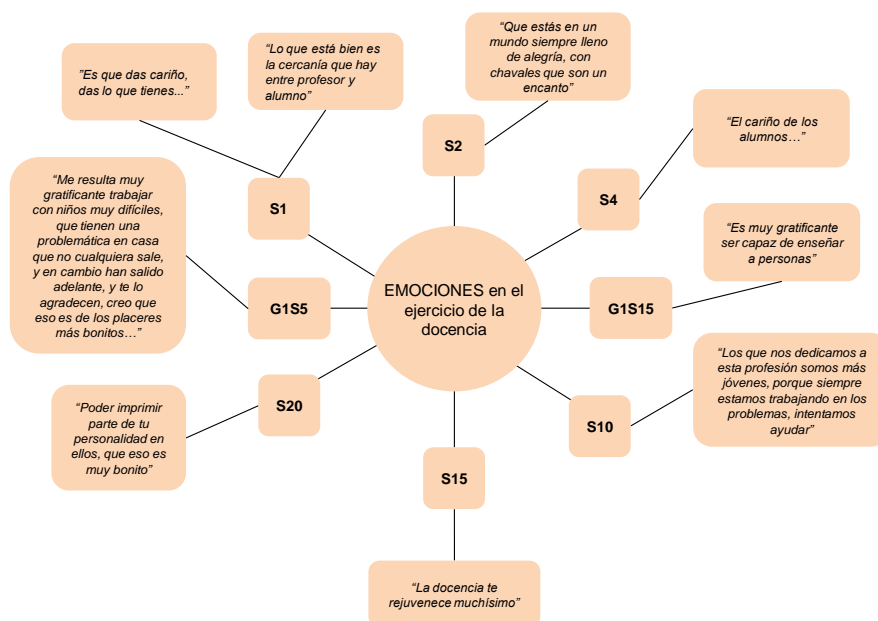 ”Es que das cariño,
das lo que tienes...”
“Lo que está bien es
la cercanía que hay
entre profesor y
alumno”
“Que estás en un
mundo siempre lleno
de alegría, con
chavales que son un
encanto”
“El cariño de los
alumnos…”
“Me resulta muy
gratificante trabajar
con niños muy difíciles,
que tienen una
problemática en casa
que no cualquiera sale,
y en cambio han salido
adelante, y te lo
agradecen, creo que
eso es de los placeres
más bonitos…”
S1
S2
S4
“Es muy gratificante
ser capaz de enseñar
a personas”
EMOCIONES en el
ejercicio de la
docencia
G1S5
G1S15
“Los que nos dedicamos a
esta profesión somos más
jóvenes, porque siempre
estamos trabajando en los
problemas, intentamos
ayudar”
S20
S10
“Poder imprimir
parte de tu
personalidad en
ellos, que eso es
muy bonito”
S15
“La docencia te
rejuvenece muchísimo”